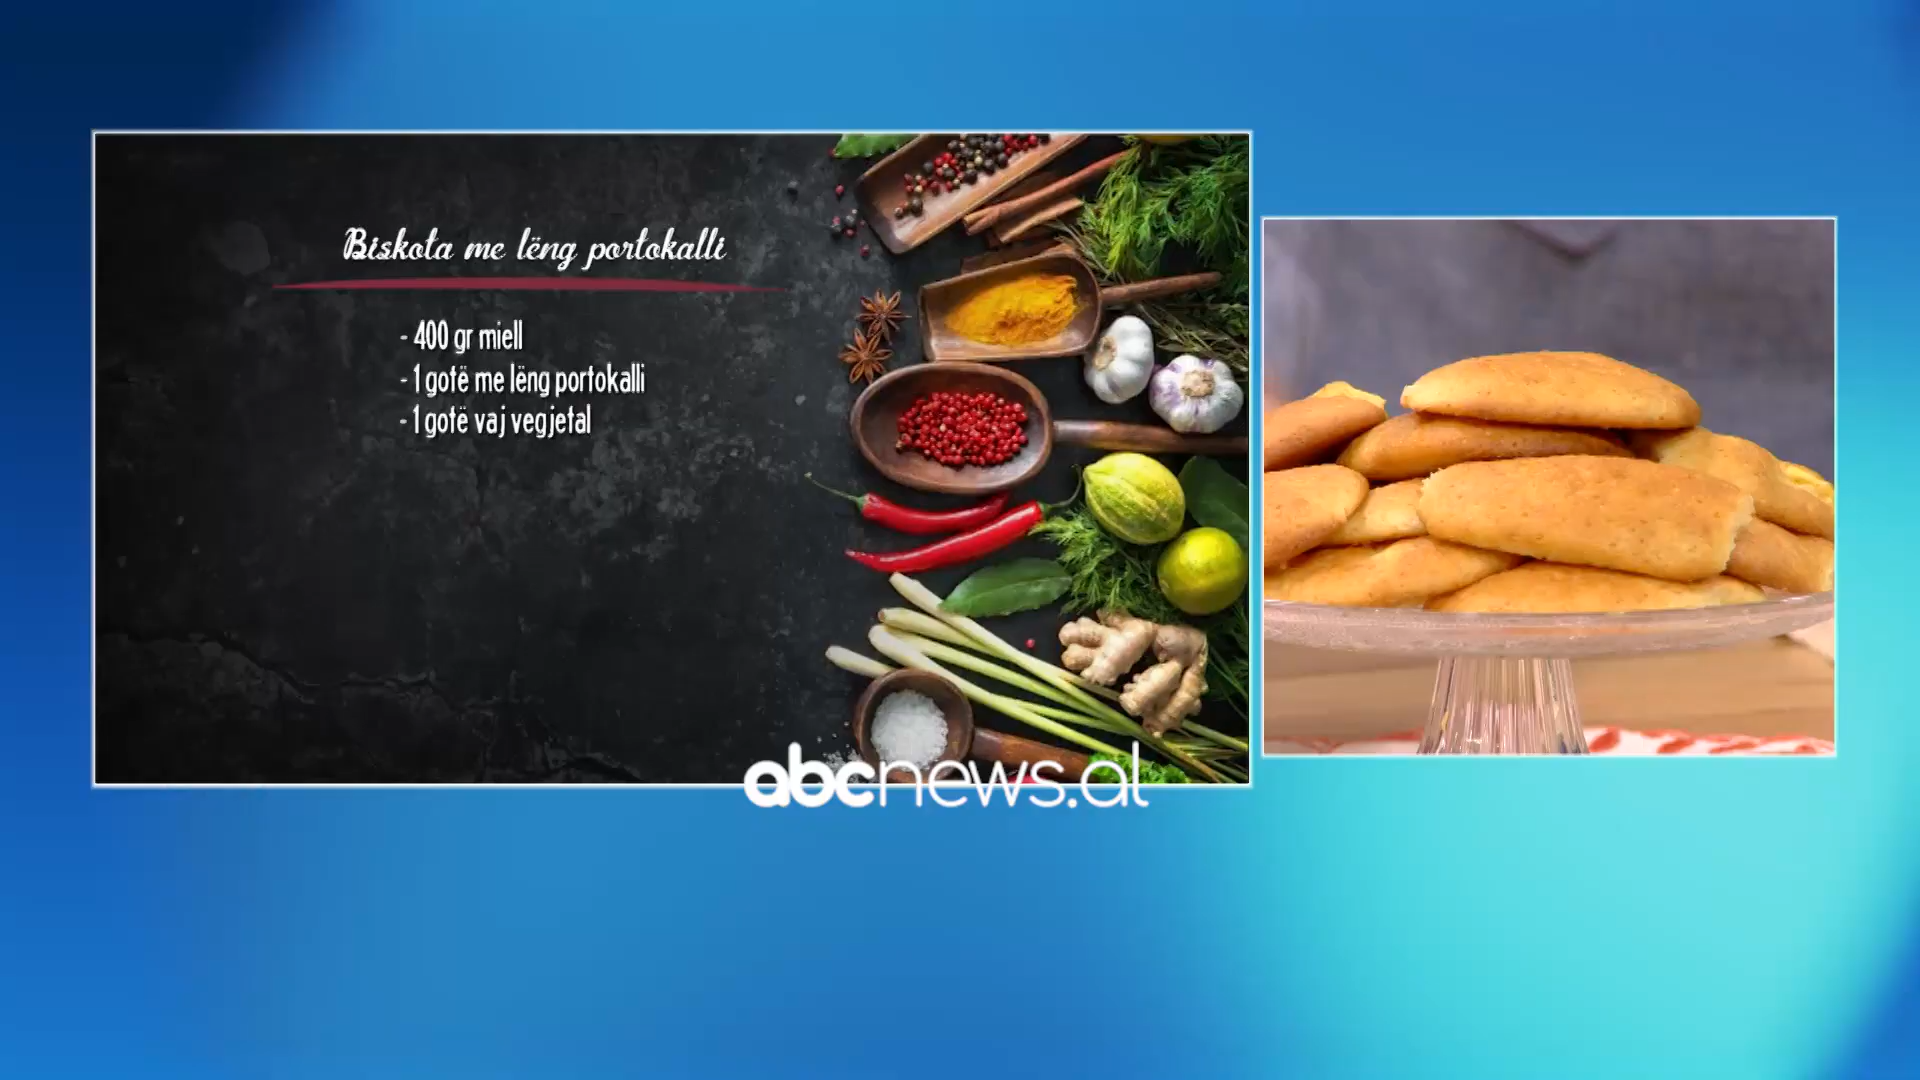 Biskota me lëng portokalli
- 400 gr miell
- 1 gotë me lëng portokalli
- 1 gotë vaj vegjetal
abcnews.al